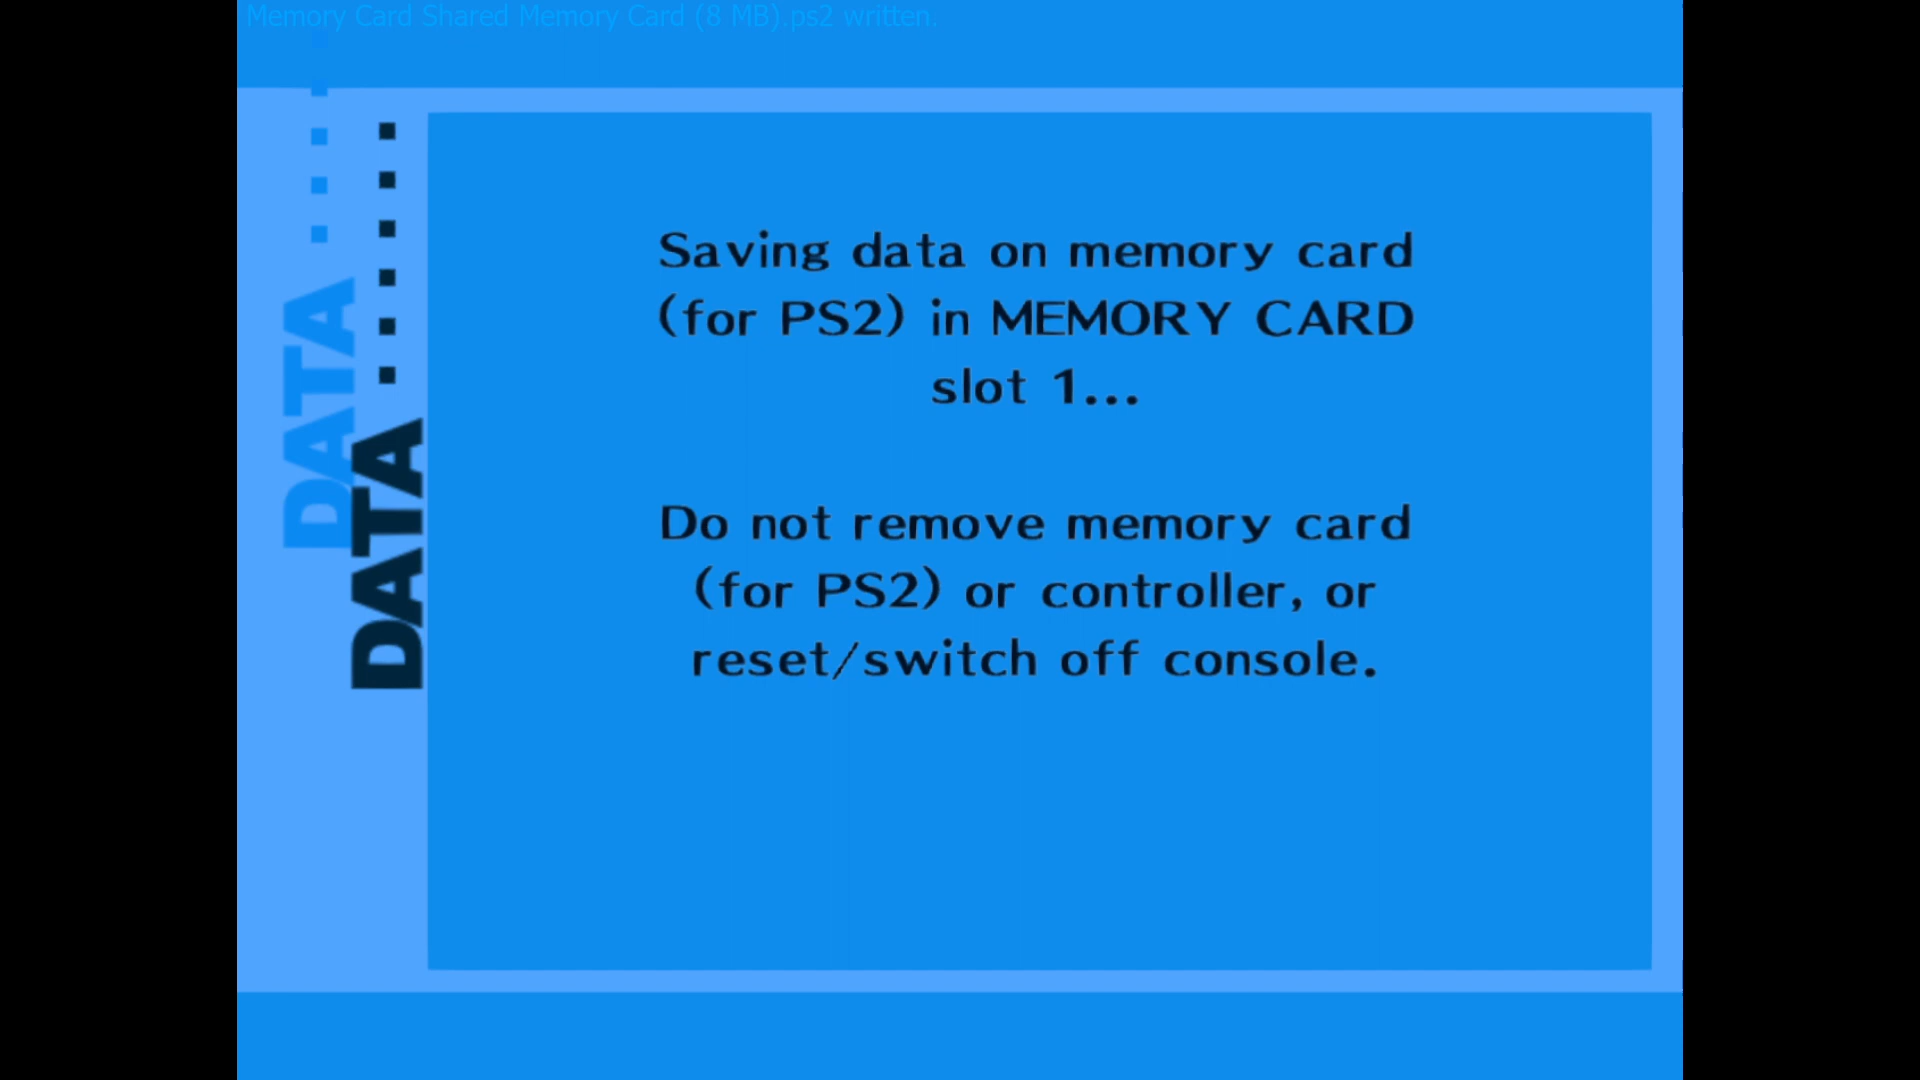 Memory Card Shared Memory Card (8 MB).ps2 written.
DATA ......
DATA ......
Saving data on memory card
(for PS2) in MEMORY CARD
slot 1...
Do not remove memory card
(for PS2) or controller, or
reset/switch off console.